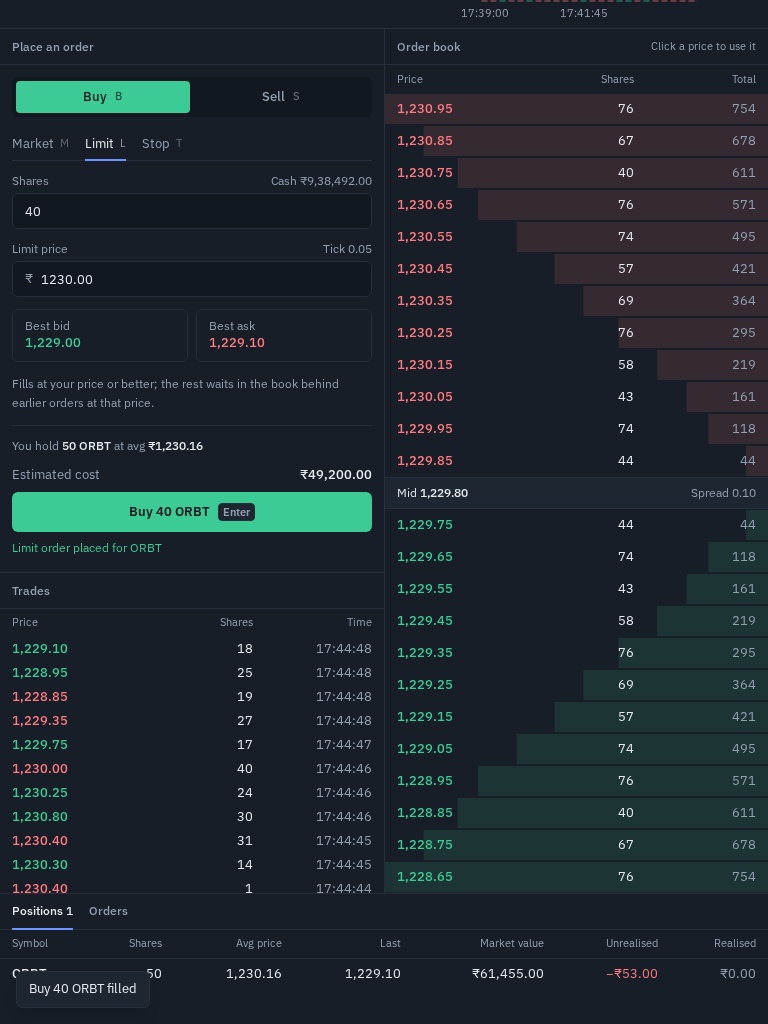 17:39:00 17:41:45
Place an order
Buy B Sell S
Market M Limit L Stop T
Shares Cash ₹9,38,492.00
40
Limit price Tick 0.05
₹ 1230.00
Best bid
1,229.00
Best ask
1,229.10
Fills at your price or better; the rest waits in the book behind
earlier orders at that price.
You hold 50 ORBT at avg ₹1,230.16
Estimated cost ₹49,200.00
Buy 40 ORBT Enter
Limit order placed for ORBT
Trades
Price Shares Time
1,229.10 18 17:44:48
1,228.95 25 17:44:48
1,228.85 19 17:44:48
1,229.35 27 17:44:48
1,229.75 17 17:44:47
1,230.00 40 17:44:46
1,230.25 24 17:44:46
1,230.80 30 17:44:46
1,230.40 31 17:44:45
1,230.30 14 17:44:45
1,230.40 1 17:44:44
Order book Click a price to use it
Price Shares Total
1,230.95 76 754
1,230.85 67 678
1,230.75 40 611
1,230.65 76 571
1,230.55 74 495
1,230.45 57 421
1,230.35 69 364
1,230.25 76 295
1,230.15 58 219
1,230.05 43 161
1,229.95 74 118
1,229.85 44 44
Mid 1,229.80 Spread 0.10
1,229.75 44 44
1,229.65 74 118
1,229.55 43 161
1,229.45 58 219
1,229.35 76 295
1,229.25 69 364
1,229.15 57 421
1,229.05 74 495
1,228.95 76 571
1,228.85 40 611
1,228.75 67 678
1,228.65 76 754
Positions 1 Orders
Symbol Shares Avg price Last Market value Unrealised Realised
ORBT 50 1,230.16 1,229.10 ₹61,455.00 −₹53.00 ₹0.00
Buy 40 ORBT filled